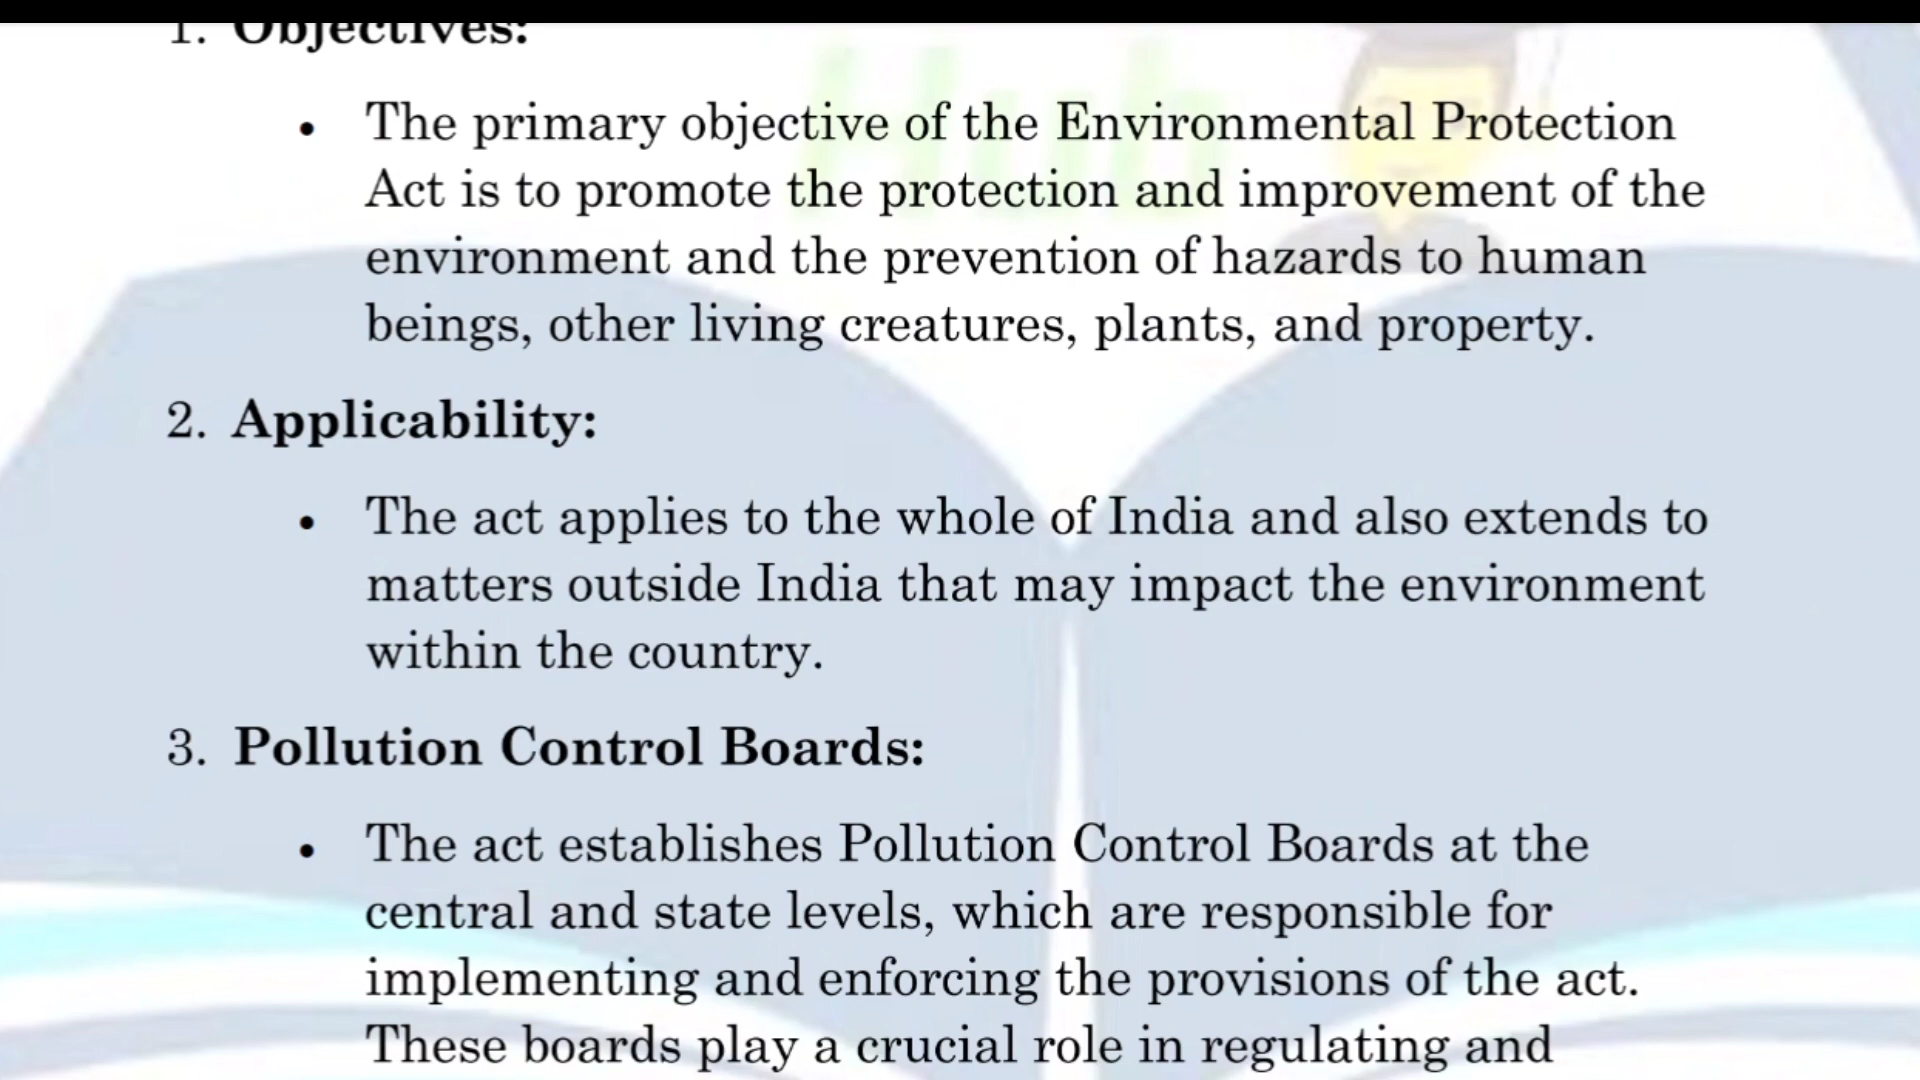 1. Objectives:
• The primary objective of the Environmental Protection
Act is to promote the protection and improvement of the
environment and the prevention of hazards to human
beings, other living creatures, plants, and property.
2. Applicability:
• The act applies to the whole of India and also extends to
matters outside India that may impact the environment
within the country.
3. Pollution Control Boards:
• The act establishes Pollution Control Boards at the
central and state levels, which are responsible for
implementing and enforcing the provisions of the act.
These boards play a crucial role in regulating and
Hub